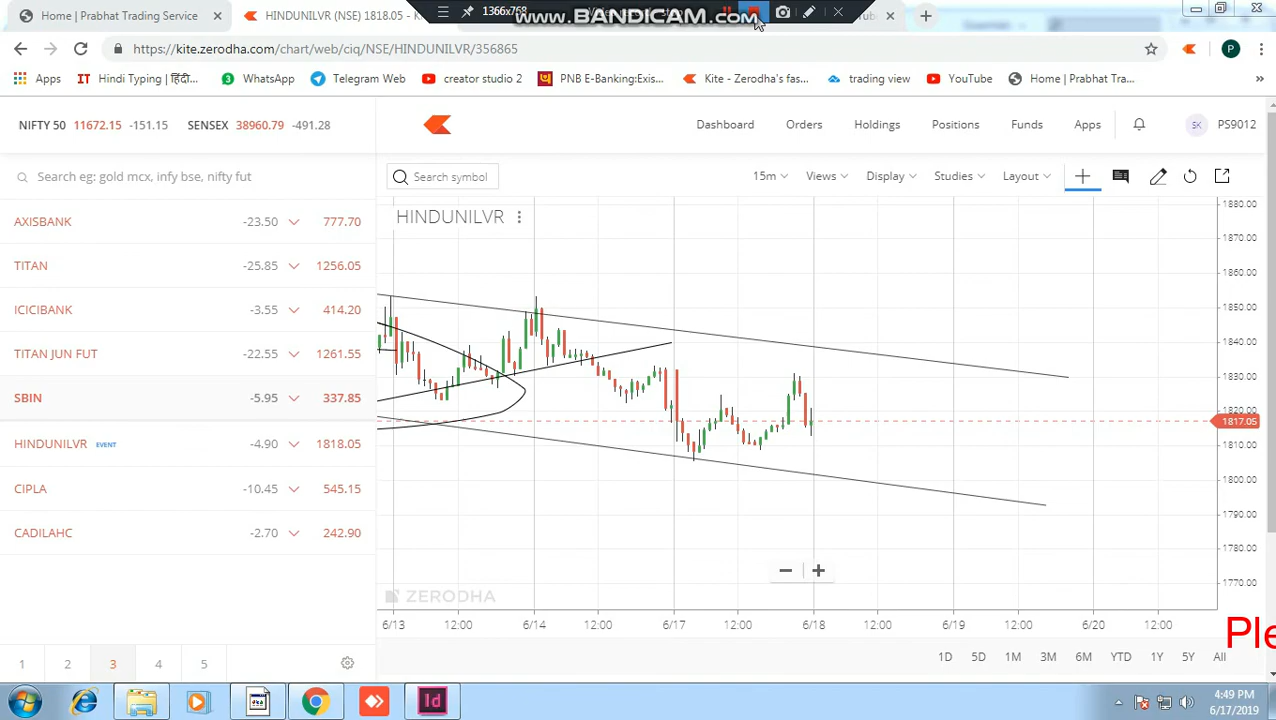 Home | Prabhat Trading Service
HINDUNILVR (NSE) 1818.05 - K
1366x768
www.BANDICAM.com
https://kite.zerodha.com/chart/web/ciq/NSE/HINDUNILVR/356865
P
Apps
IT
Hindi Typing | हिंदी...
WhatsApp
Telegram Web
creator studio 2
PNB E-Banking:Exis...
Kite - Zerodha's fas...
trading view
YouTube
Home | Prabhat Tra...
»
NIFTY 50 11672.15 -151.15 SENSEX 38960.79 -491.28
Dashboard Orders Holdings Positions Funds Apps SK PS9012
Search eg: gold mcx, infy bse, nifty fut
Search symbol
15m Views Display Studies Layout
AXISBANK -23.50 777.70
TITAN -25.85 1256.05
ICICIBANK -3.55 414.20
TITAN JUN FUT -22.55 1261.55
SBIN -5.95 337.85
HINDUNILVR EVENT -4.90 1818.05
CIPLA -10.45 545.15
CADILAHC -2.70 242.90
HINDUNILVR
1880.00
1870.00
1860.00
1850.00
1840.00
1830.00
1820.00
1817.05
1810.00
1800.00
1790.00
1780.00
1770.00
ZERODHA
6/13 12:00 6/14 12:00 6/17 12:00 6/18 12:00 6/19 12:00 6/20 12:00
Ple
1D 5D 1M 3M 6M YTD 1Y 5Y All
1 2 3 4 5
Id
4:49 PM
6/17/2019